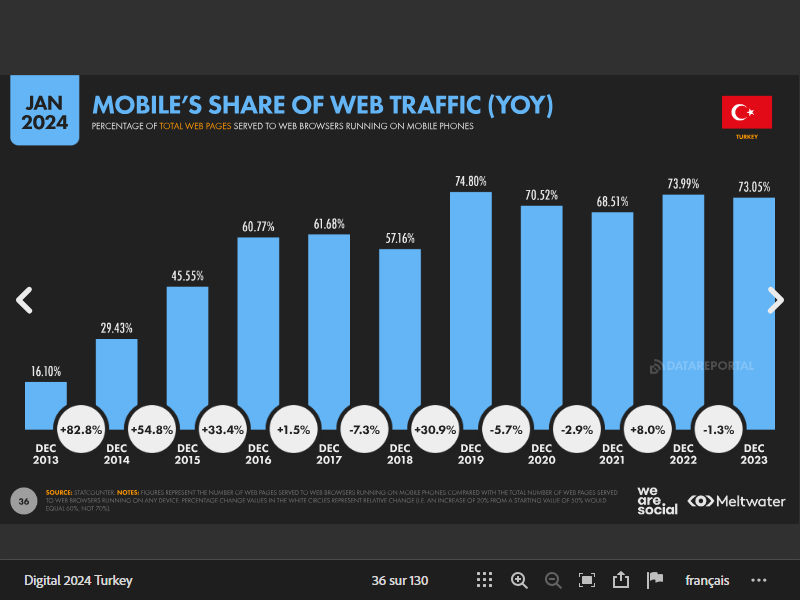 JAN
2024
MOBILE'S SHARE OF WEB TRAFFIC (YOY)
PERCENTAGE OF TOTAL WEB PAGES SERVED TO WEB BROWSERS RUNNING ON MOBILE PHONES
TURKEY
16.10%
29.43%
45.55%
60.77%
61.68%
57.16%
74.80%
70.52%
68.51%
73.99%
73.05%
DATAREPORTAL
+82.8%
+54.8%
+33.4%
+1.5%
-7.3%
+30.9%
-5.7%
-2.9%
+8.0%
-1.3%
DEC
2013
DEC
2014
DEC
2015
DEC
2016
DEC
2017
DEC
2018
DEC
2019
DEC
2020
DEC
2021
DEC
2022
DEC
2023
36
SOURCE: STATCOUNTER. NOTES: FIGURES REPRESENT THE NUMBER OF WEB PAGES SERVED TO WEB BROWSERS RUNNING ON MOBILE PHONES COMPARED WITH THE TOTAL NUMBER OF WEB PAGES SERVED
TO WEB BROWSERS RUNNING ON ANY DEVICE. PERCENTAGE CHANGE VALUES IN THE WHITE CIRCLES REPRESENT RELATIVE CHANGE (I.E. AN INCREASE OF 20% FROM A STARTING VALUE OF 50% WOULD
EQUAL 60%, NOT 70%).
we
are.
social
Meltwater
Digital 2024 Turkey
36 sur 130
français